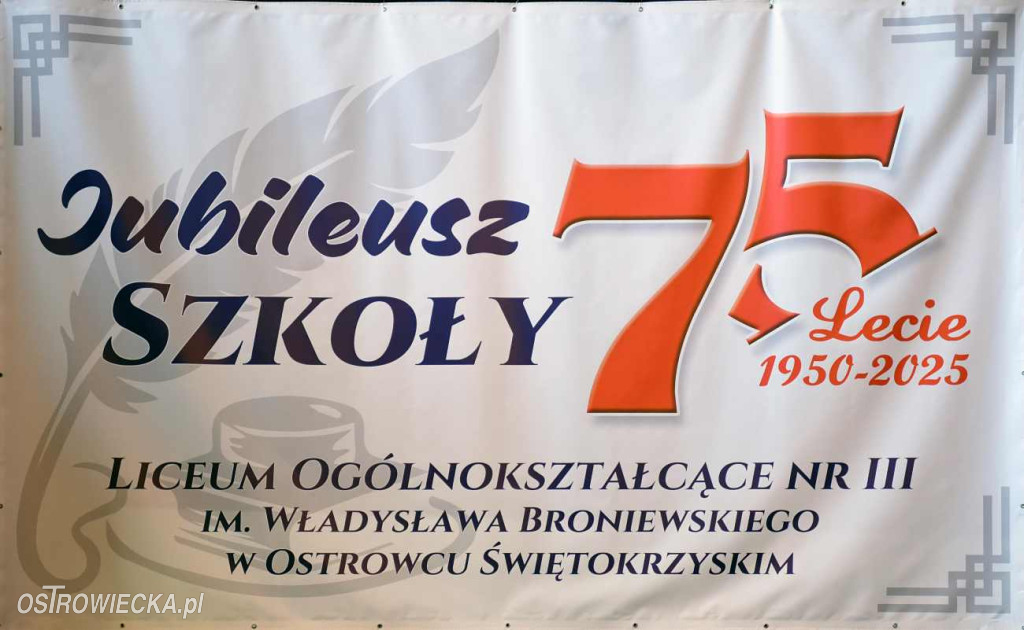 Jubileusz
SZKOŁY
75
Lecie
1950-2025
LICEUM OGÓLNOKSZTAŁCĄCE NR III
IM. WŁADYSŁAWA BRONIEWSKIEGO
W OSTROWCU ŚWIĘTOKRZYSKIM
OSTROWIECKA.pl